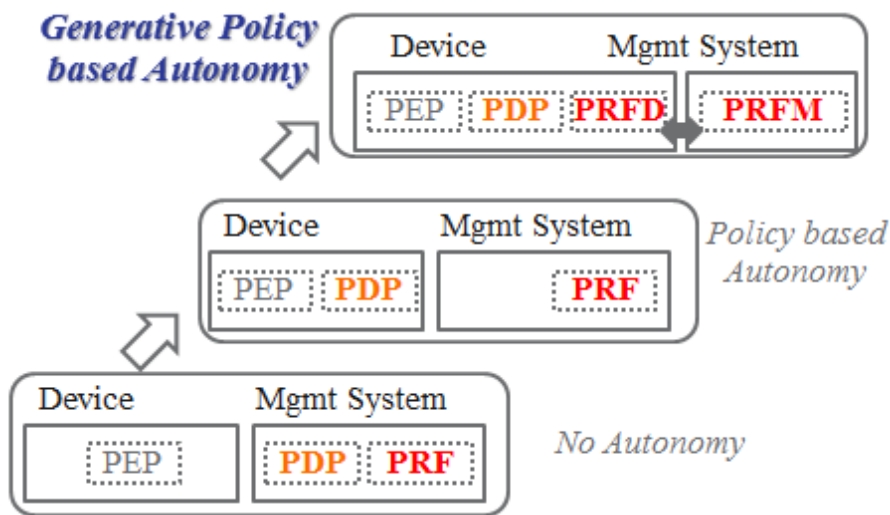 Generative Policy
based Autonomy
Device Mgmt System
PEP PDP PRFD PRFM
Device Mgmt System
PEP PDP PRF
Policy based
Autonomy
Device Mgmt System
PEP PDP PRF
No Autonomy